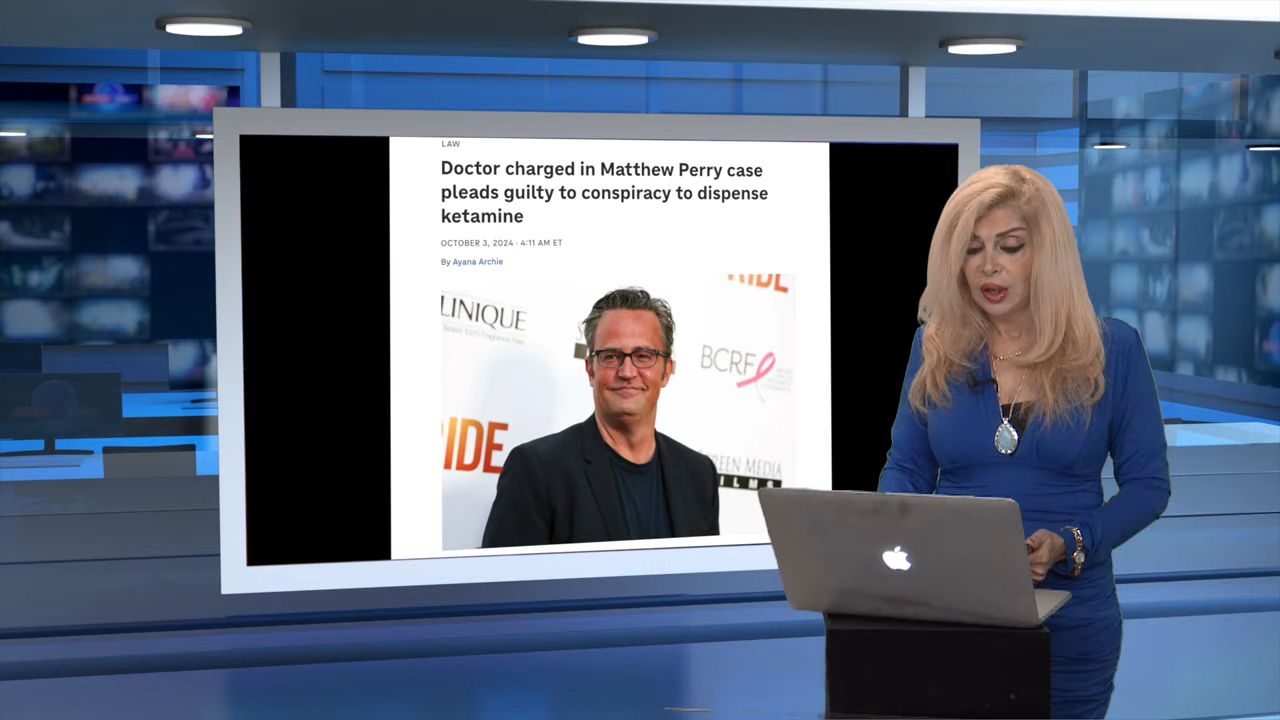 LAW
Doctor charged in Matthew Perry case
pleads guilty to conspiracy to dispense
ketamine
OCTOBER 3, 2024 · 4:11 AM ET
By Ayana Archie
RIDE
LINIQUE
BCRF
IDE
REEN MEDIA